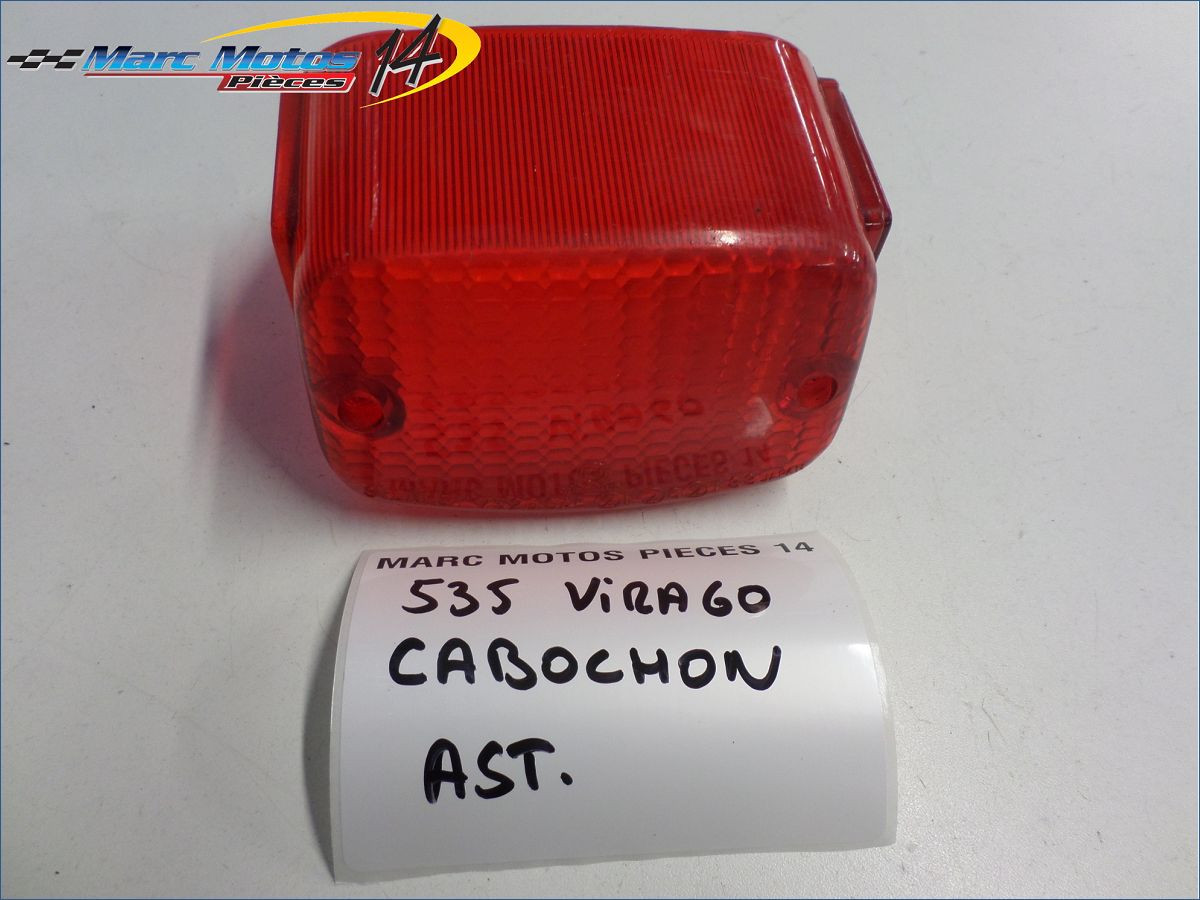 Marc Motos 14
Pièces
MARC MOTOS PIECES 14
535 ViRAGO
CABOCHON
AST.